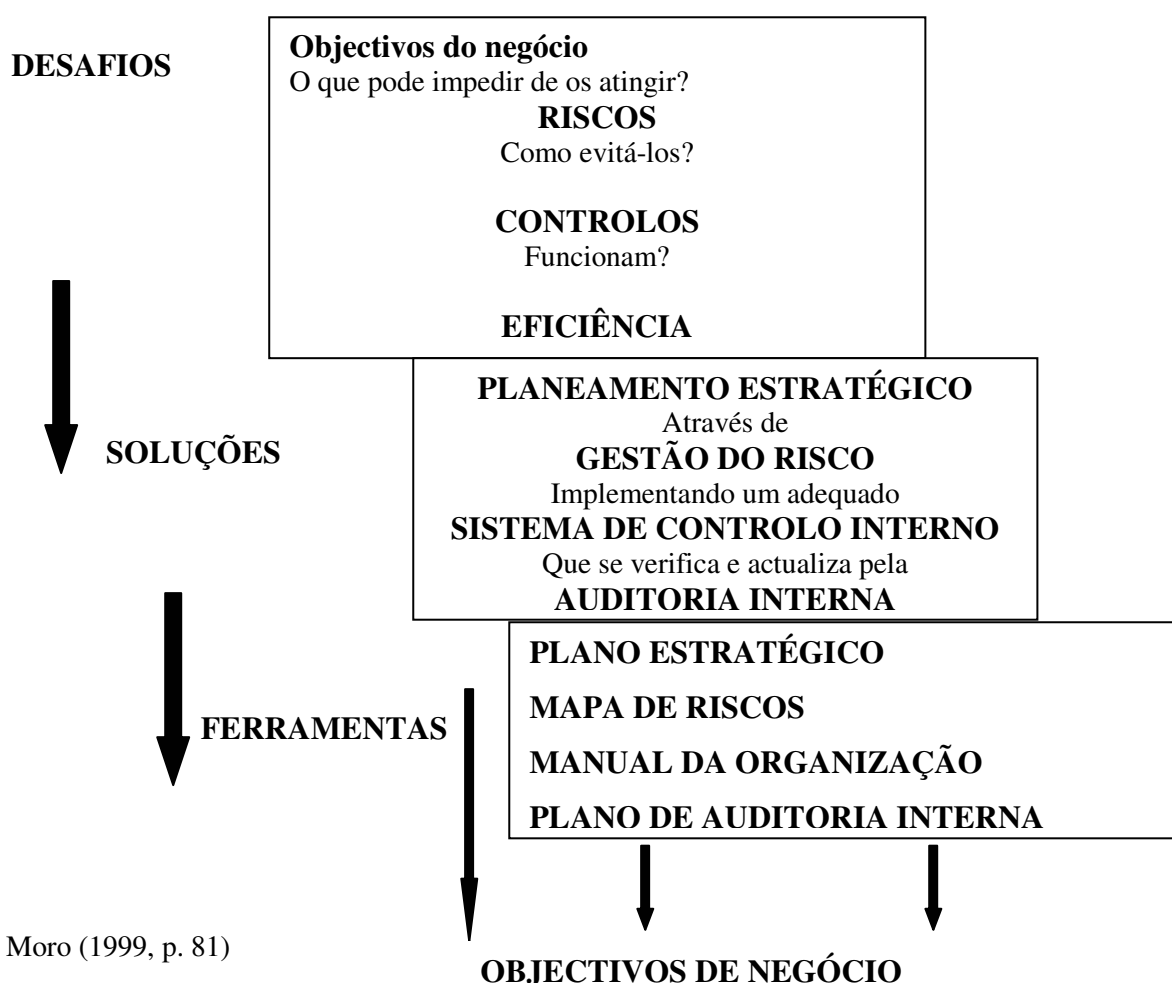 DESAFIOS
Objectivos do negócio
O que pode impedir de os atingir?
RISCOS
Como evitá-los?
CONTROLOS
Funcionam?
EFICIÊNCIA
SOLUÇÕES
PLANEAMENTO ESTRATÉGICO
Através de
GESTÃO DO RISCO
Implementando um adequado
SISTEMA DE CONTROLO INTERNO
Que se verifica e actualiza pela
AUDITORIA INTERNA
FERRAMENTAS
PLANO ESTRATÉGICO
MAPA DE RISCOS
MANUAL DA ORGANIZAÇÃO
PLANO DE AUDITORIA INTERNA
Moro (1999, p. 81)
OBJECTIVOS DE NEGÓCIO